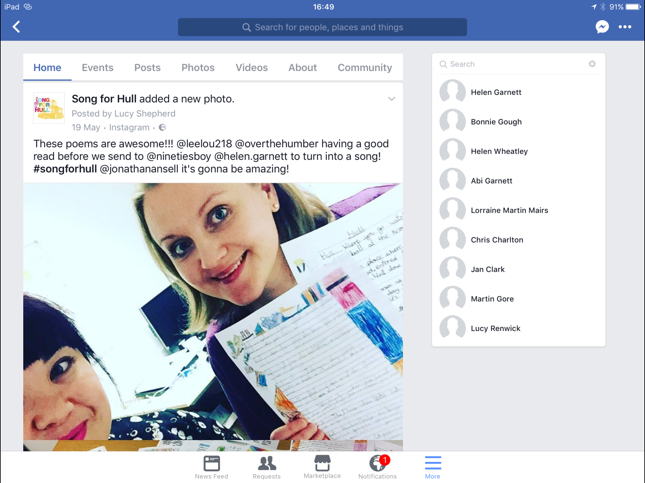 iPad 16:49 91%
Search for people, places and things
Home Events Posts Photos Videos About Community
SONG FOR HULL
Song for Hull added a new photo.
Posted by Lucy Shepherd
19 May · Instagram ·
These poems are awesome!!! @leelou218 @overthehumber having a good
read before we send to @ninetiesboy @helen.garnett to turn into a song!
#songforhull @jonathanansell it's gonna be amazing!
Search
Helen Garnett
Bonnie Gough
Helen Wheatley
Abi Garnett
Lorraine Martin Mairs
Chris Charlton
Jan Clark
Martin Gore
Lucy Renwick
News Feed
Requests
Marketplace
1
Notifications
More